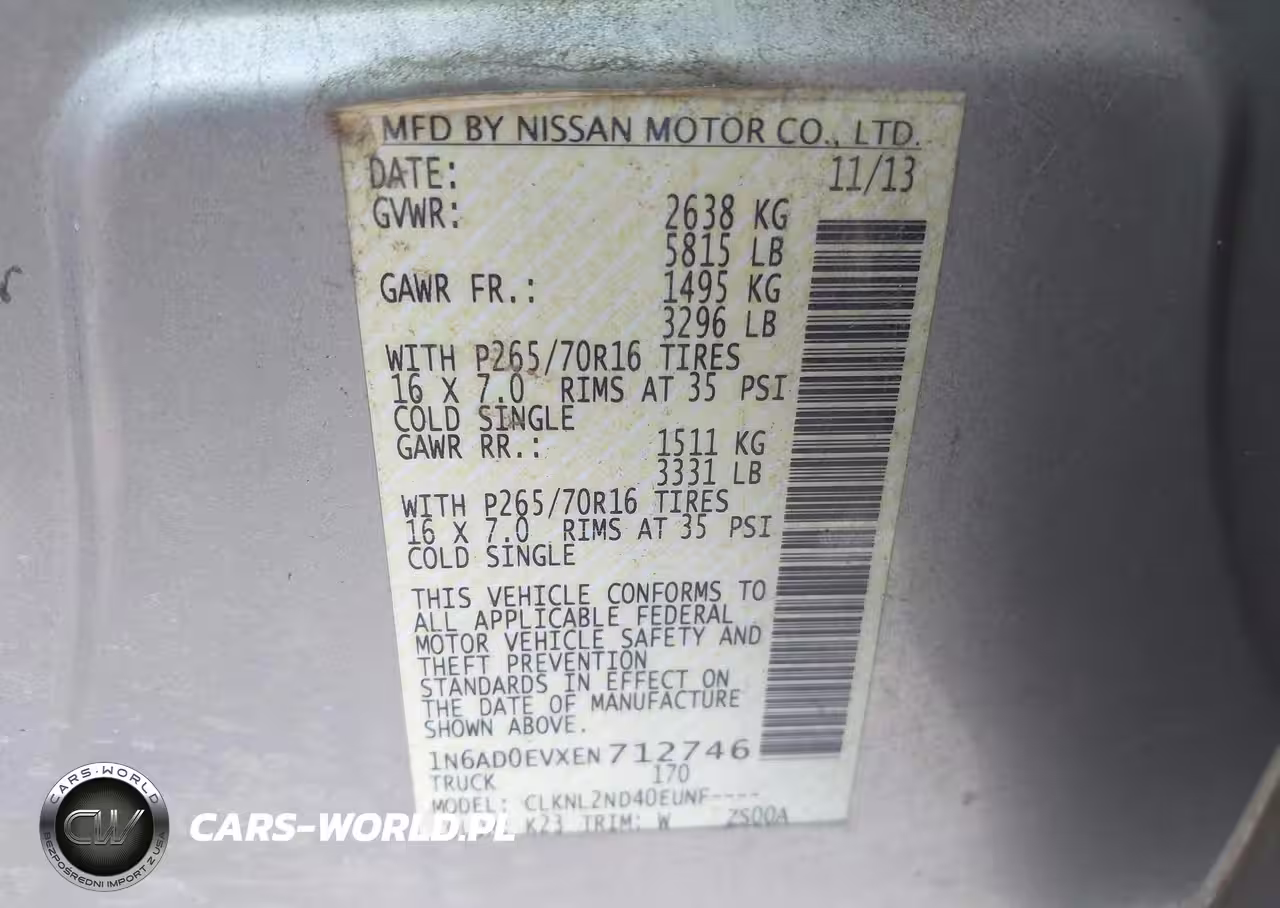 MFD BY NISSAN MOTOR CO., LTD.
DATE: 11/13
GVWR: 2638 KG
5815 LB
GAWR FR.: 1495 KG
3296 LB
WITH P265/70R16 TIRES
16 X 7.0 RIMS AT 35 PSI
COLD SINGLE
GAWR RR.: 1511 KG
3331 LB
WITH P265/70R16 TIRES
16 X 7.0 RIMS AT 35 PSI
COLD SINGLE
THIS VEHICLE CONFORMS TO
ALL APPLICABLE FEDERAL
MOTOR VEHICLE SAFETY AND
THEFT PREVENTION
STANDARDS IN EFFECT ON
THE DATE OF MANUFACTURE
SHOWN ABOVE.
1N6AD0EVXEN712746
TRUCK 170
MODEL: CLKNL2ND40EUNF----
K23 TRIM: W ZS00A
CARS-WORLD
CW
BEZPOŚREDNI IMPORT Z USA
CARS-WORLD.PL